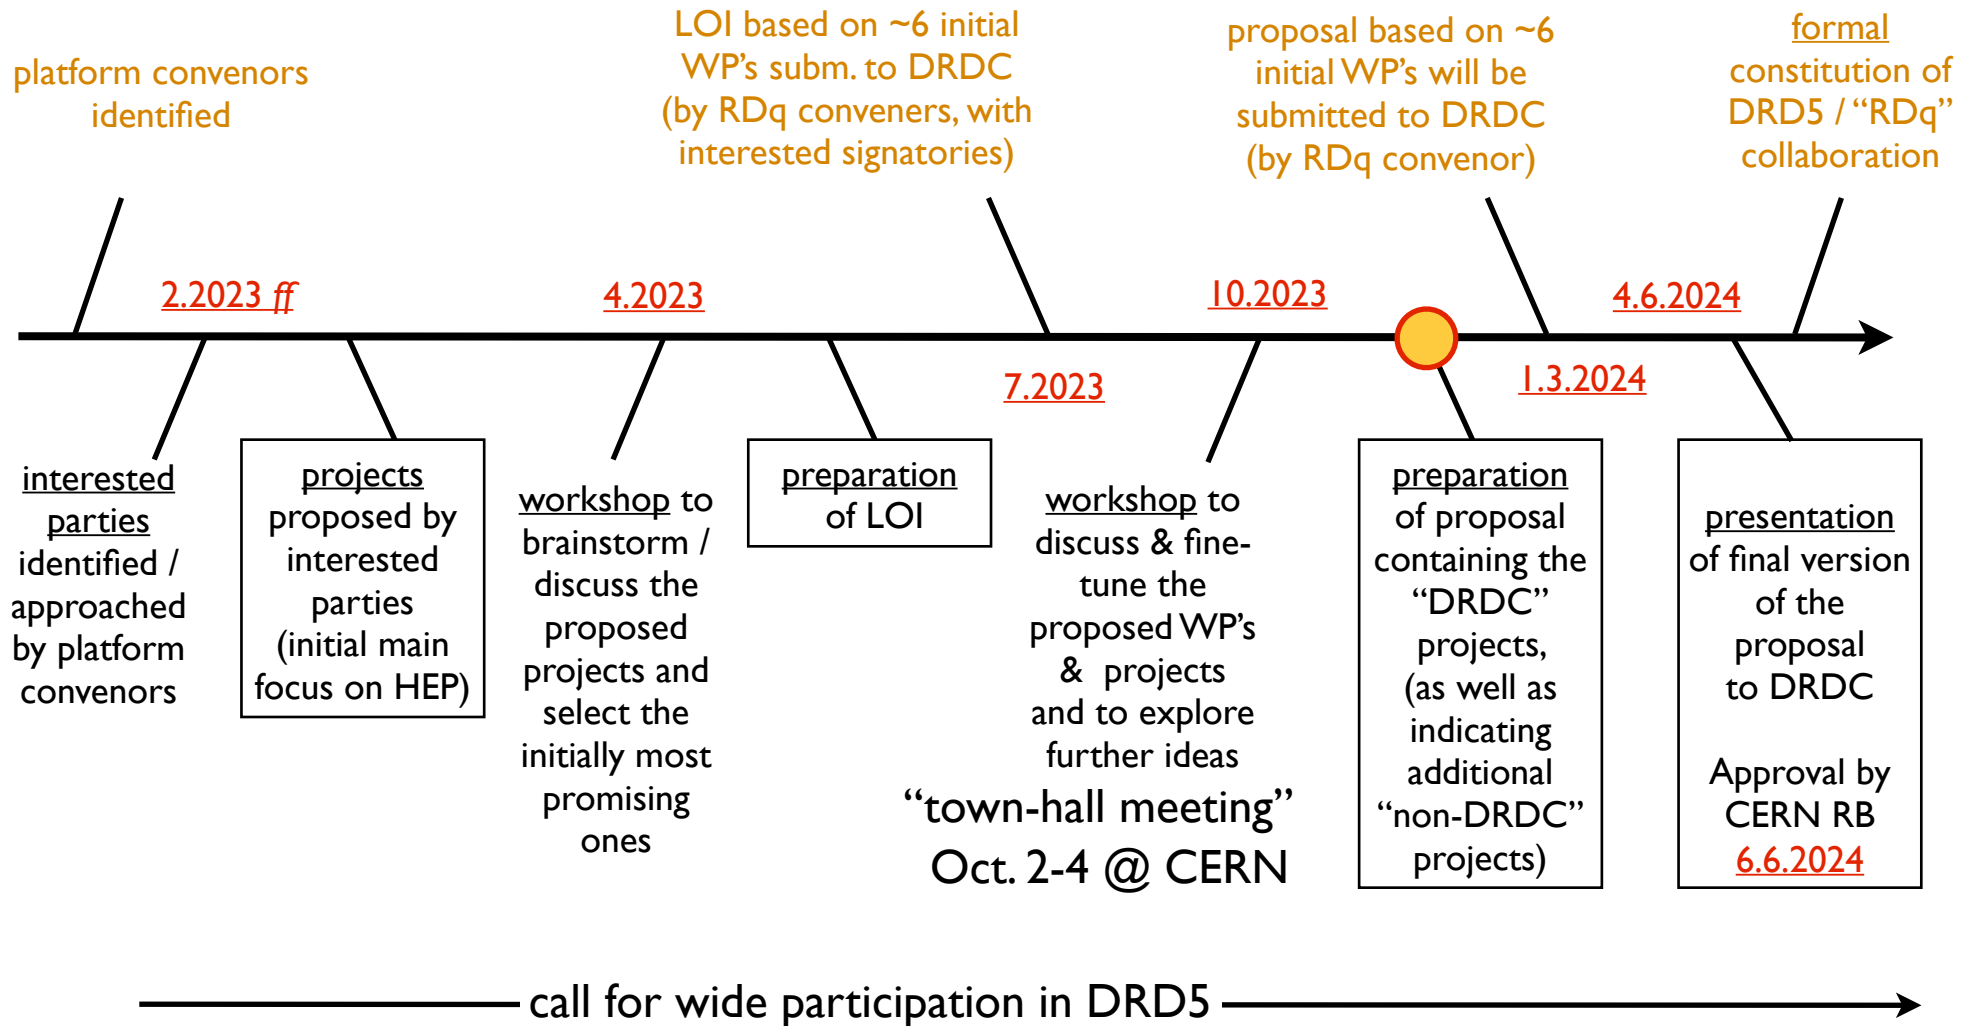 platform convenors
identified
LOI based on ~6 initial
WP's subm. to DRDC
(by RDq conveners, with
interested signatories)
proposal based on ~6
initial WP's will be
submitted to DRDC
(by RDq convenor)
formal
constitution of
DRD5 / “RDq”
collaboration
2.2023 ff
4.2023
7.2023
10.2023
1.3.2024
4.6.2024
interested
parties
identified /
approached
by platform
convenors
projects
proposed by
interested
parties
(initial main
focus on HEP)
workshop to
brainstorm /
discuss the
proposed
projects and
select the
initially most
promising
ones
preparation
of LOI
workshop to
discuss & fine-
tune the
proposed WP's
& projects
and to explore
further ideas
“town-hall meeting”
Oct. 2-4 @ CERN
preparation
of proposal
containing the
“DRDC”
projects,
(as well as
indicating
additional
“non-DRDC”
projects)
presentation
of final version
of the
proposal
to DRDC
Approval by
CERN RB
6.6.2024
call for wide participation in DRD5